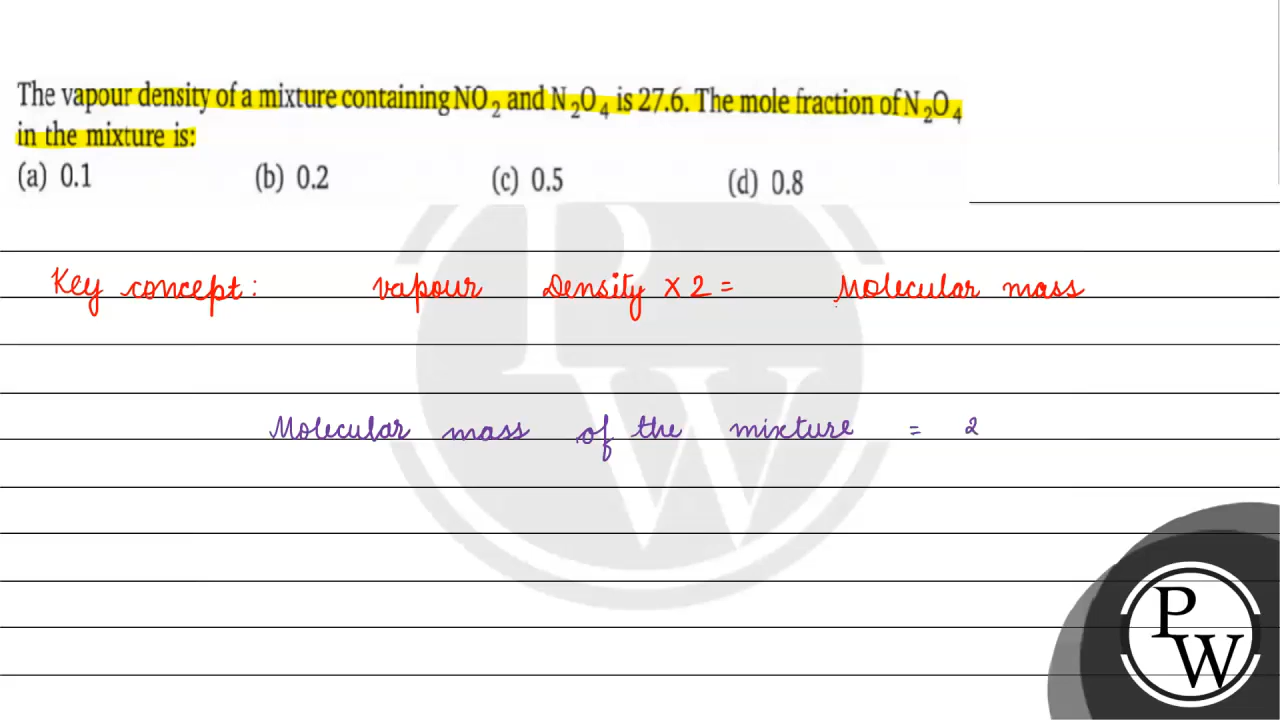 The vapour density of a mixture containing NO₂ and N₂O₄ is 27.6. The mole fraction of N₂O₄
in the mixture is:
(a) 0.1 (b) 0.2 (c) 0.5 (d) 0.8
Key concept: vapour Density × 2 = Molecular mass
Molecular mass of the mixture = 2
P
W
P
W